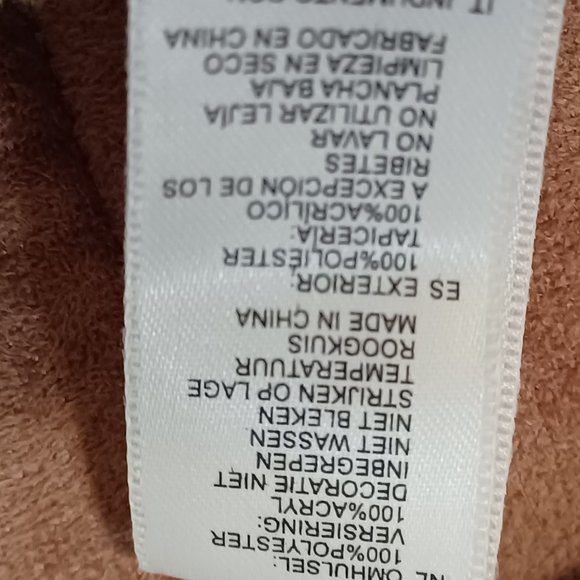 NL OMHULSEL:
100%POLYESTER
VERSIERING:
100%ACRYL
DECORATIE NIET
INBEGREPEN
NIET WASSEN
NIET BLEKEN
STRIJKEN OP LAGE
TEMPERATUUR
ROOGKUIS
MADE IN CHINA
ES EXTERIOR:
100%POLIÉSTER
TAPICERÍA:
100%ACRÍLICO
A EXCEPCIÓN DE LOS
RIBETES
NO LAVAR
NO UTILIZAR LEJÍA
PLANCHA BAJA
LIMPIEZA EN SECO
FABRICADO EN CHINA
IT INDUMENTO